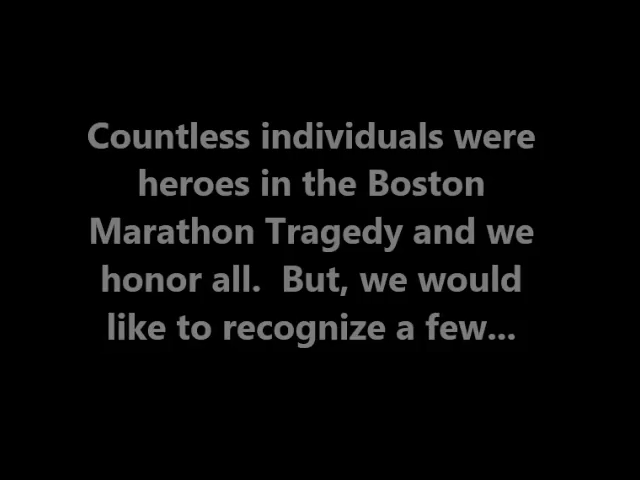 Countless individuals were
heroes in the Boston
Marathon Tragedy and we
honor all.  But, we would
like to recognize a few...